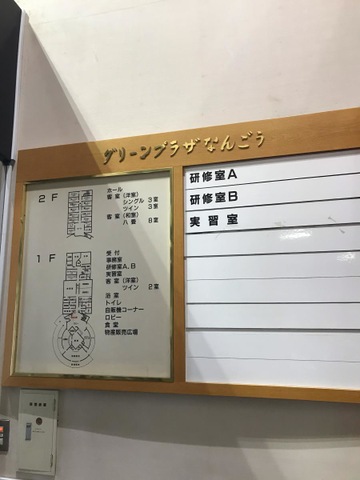 グリーンプラザなんごう
2F
ホール
客室(洋室)
シングル 3室
ツイン 3室
客室(和室)
八畳 6室
1F
受付
事務室
研修室A,B
実習室
客室(洋室)
ツイン 2室
浴室
トイレ
自販機コーナー
ロビー
食堂
物産販売広場
研修室A
研修室B
実習室